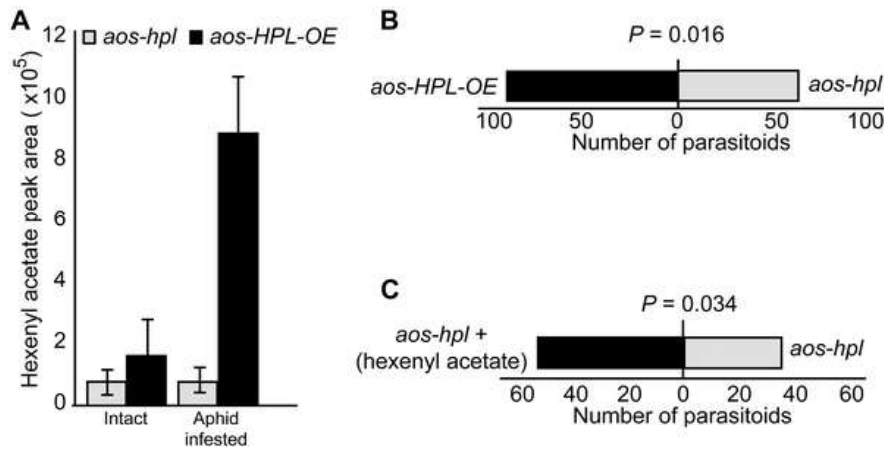 A
aos-hpl aos-HPL-OE
Hexenyl acetate peak area ( x10⁵)
12
10
8
6
4
2
0
Intact
Aphid
infested
B
P = 0.016
aos-HPL-OE aos-hpl
100 50 0 50 100
Number of parasitoids
C
P = 0.034
aos-hpl +
(hexenyl acetate)
aos-hpl
60 40 20 0 20 40 60
Number of parasitoids